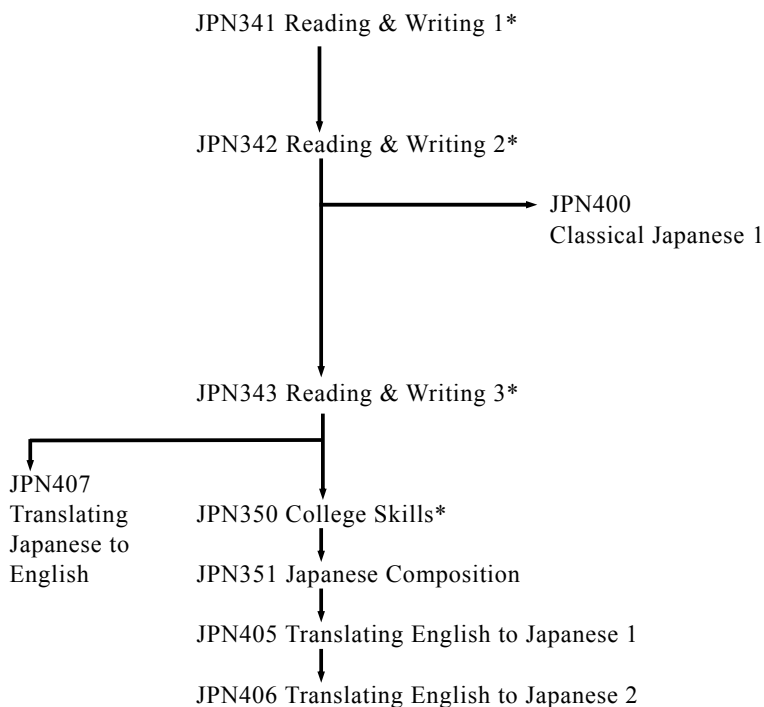 JPN341 Reading & Writing 1*
JPN342 Reading & Writing 2*
JPN400
Classical Japanese 1
JPN343 Reading & Writing 3*
JPN407
Translating
Japanese to
English
JPN350 College Skills*
JPN351 Japanese Composition
JPN405 Translating English to Japanese 1
JPN406 Translating English to Japanese 2